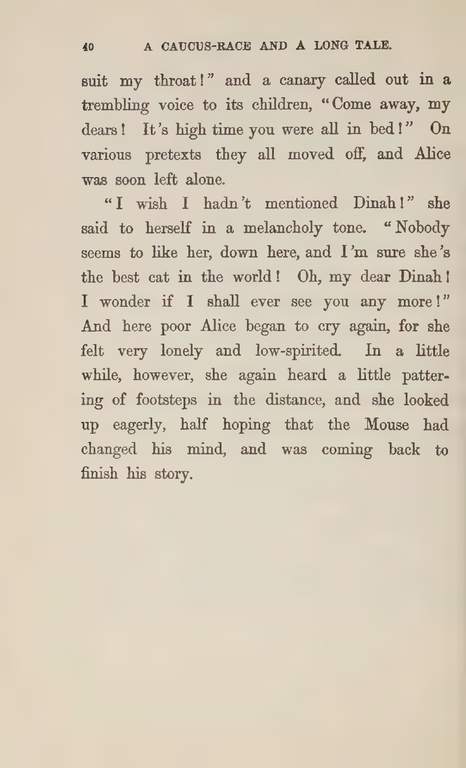 40 A CAUCUS-RACE AND A LONG TALE.
suit my throat!" and a canary called out in a
trembling voice to its children, "Come away, my
dears! It's high time you were all in bed!" On
various pretexts they all moved off, and Alice
was soon left alone.
"I wish I hadn't mentioned Dinah!" she
said to herself in a melancholy tone. "Nobody
seems to like her, down here, and I'm sure she's
the best cat in the world! Oh, my dear Dinah!
I wonder if I shall ever see you any more!"
And here poor Alice began to cry again, for she
felt very lonely and low-spirited. In a little
while, however, she again heard a little patter-
ing of footsteps in the distance, and she looked
up eagerly, half hoping that the Mouse had
changed his mind, and was coming back to
finish his story.